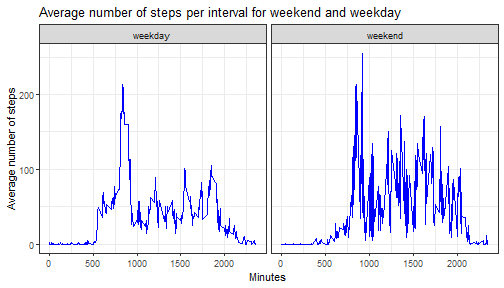 Average number of steps per interval for weekend and weekday
weekday
weekend
Average number of steps
200
100
0
0 500 1000 1500 2000
0 500 1000 1500 2000
Minutes